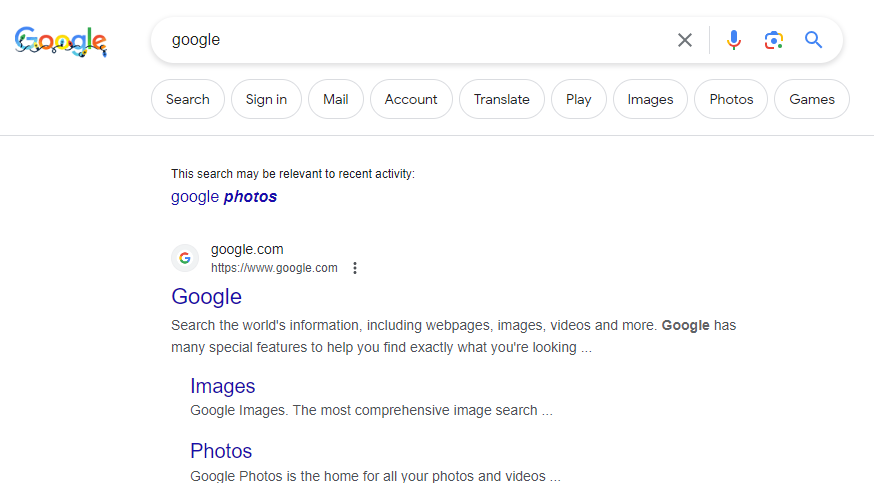 Google
google
Search
Sign in
Mail
Account
Translate
Play
Images
Photos
Games
This search may be relevant to recent activity:
google photos
G
google.com
https://www.google.com
Google
Search the world's information, including webpages, images, videos and more. Google has
many special features to help you find exactly what you're looking ...
Images
Google Images. The most comprehensive image search ...
Photos
Google Photos is the home for all your photos and videos ...